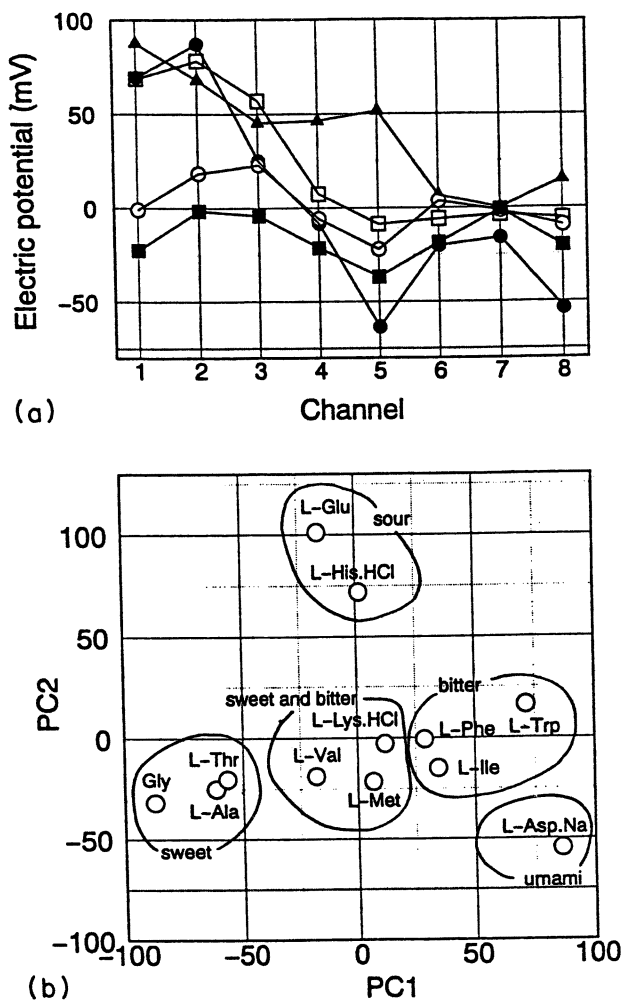 100
50
0
−50
Electric potential (mV)
1 2 3 4 5 6 7 8
Channel
(a)
L−Glu
sour
L−His.HCl
100
50
0
−50
−100
PC2
bitter
sweet and bitter
L−Lys.HCl
L−Phe
L−Trp
L−Thr
L−Val
L−Ile
Gly
L−Ala
L−Met
sweet
L−Asp.Na
umami
−100 −50 0 50 100
PC1
(b)